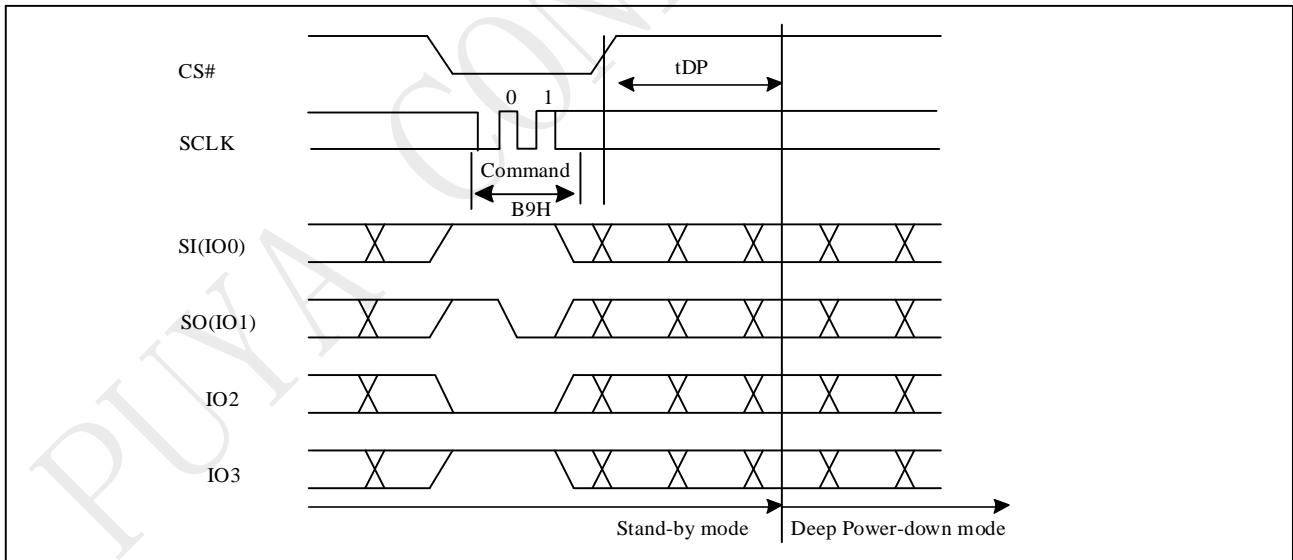 PUYA CON
CS#
tDP
0 1
SCLK
Command
B9H
SI(IO0)
SO(IO1)
IO2
IO3
Stand-by mode Deep Power-down mode